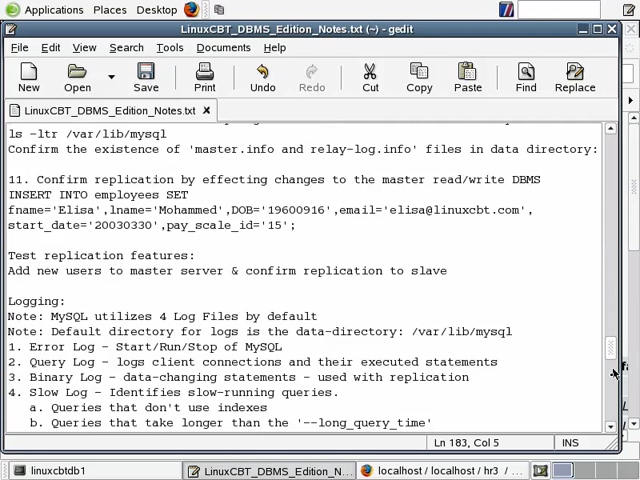 Applications Places Desktop
LinuxCBT_DBMS_Edition_Notes.txt (~) - gedit
File Edit View Search Tools Documents Help
New Open Save Print Undo Redo Cut Copy Paste Find Replace
LinuxCBT_DBMS_Edition_Notes.txt
ls -ltr /var/lib/mysql
Confirm the existence of 'master.info and relay-log.info' files in data directory:
11. Confirm replication by effecting changes to the master read/write DBMS
INSERT INTO employees SET
fname='Elisa',lname='Mohammed',DOB='19600916',email='elisa@linuxcbt.com',
start_date='20030330',pay_scale_id='15';
Test replication features:
Add new users to master server & confirm replication to slave
Logging:
Note: MySQL utilizes 4 Log Files by default
Note: Default directory for logs is the data-directory: /var/lib/mysql
1. Error Log - Start/Run/Stop of MySQL
2. Query Log - logs client connections and their executed statements
3. Binary Log - data-changing statements - used with replication
4. Slow Log - Identifies slow-running queries.
a. Queries that don't use indexes
b. Queries that take longer than the '--long_query_time'
Ln 183, Col 5 INS
linuxcbtdb1 LinuxCBT_DBMS_Edition_N... localhost / localhost / hr3 / ...